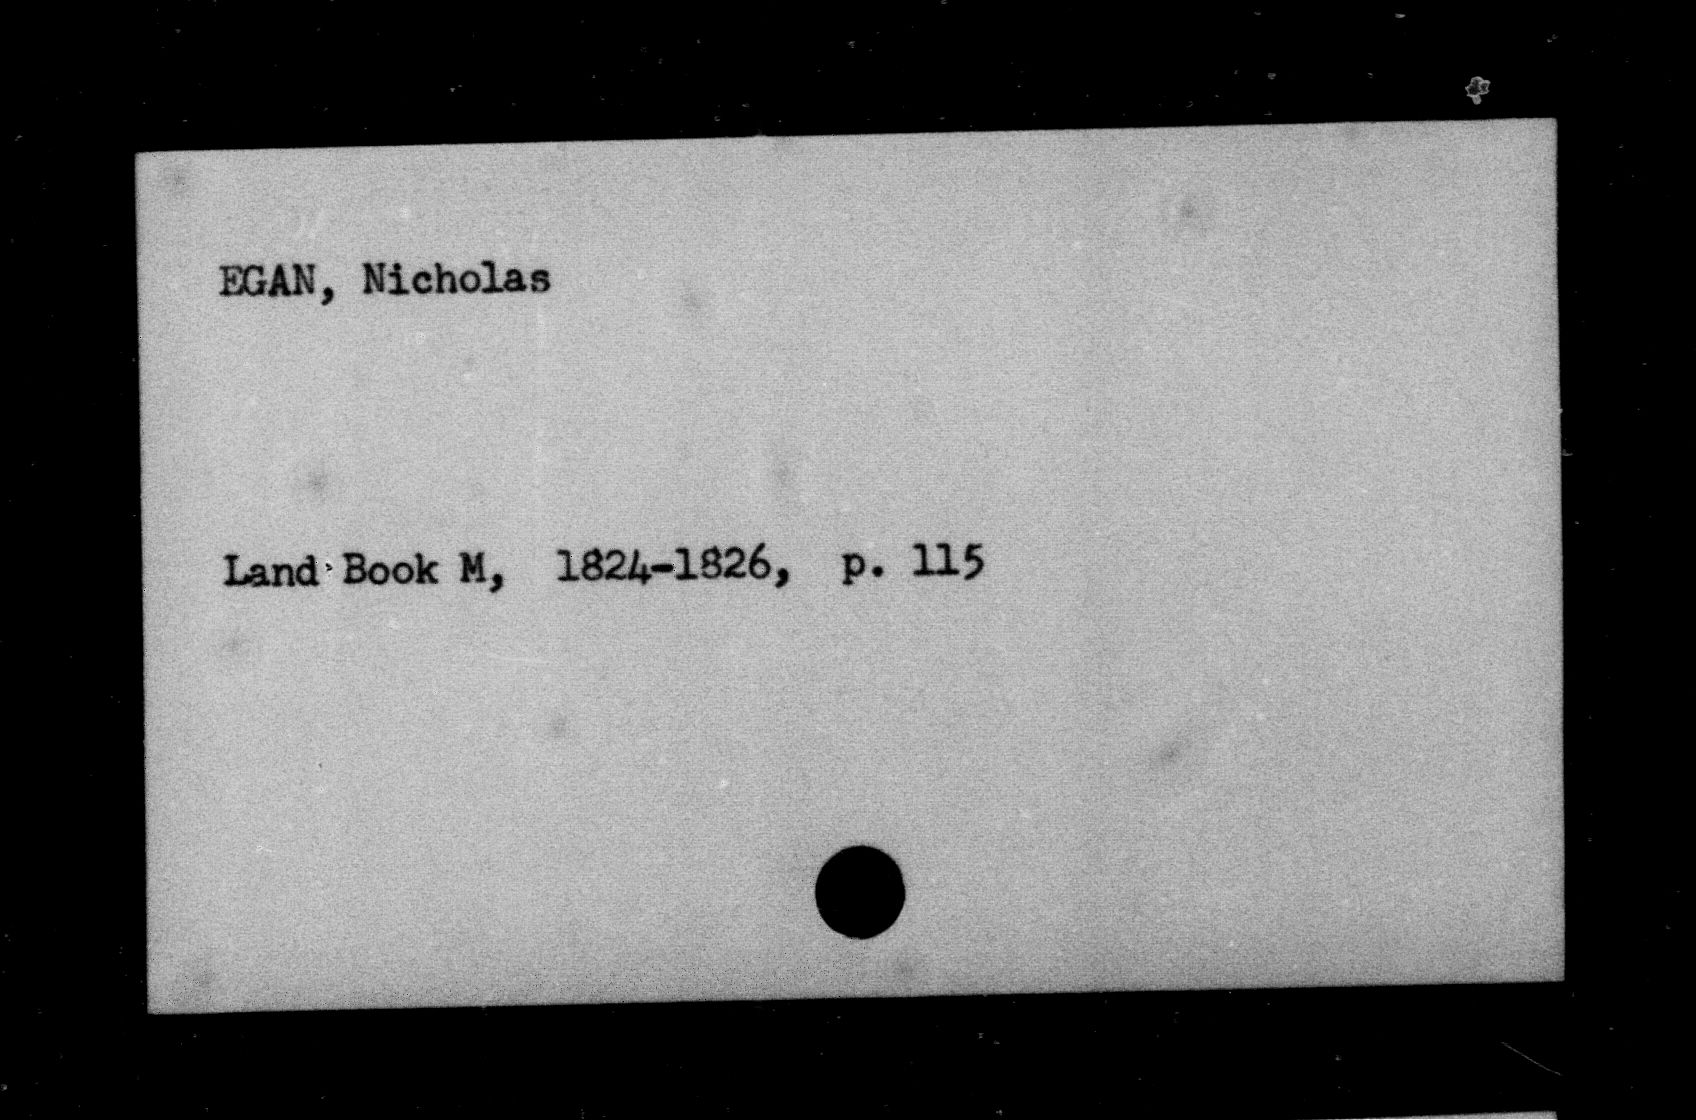 EGAN, Nicholas
Land Book M, 1824-1826, p. 115